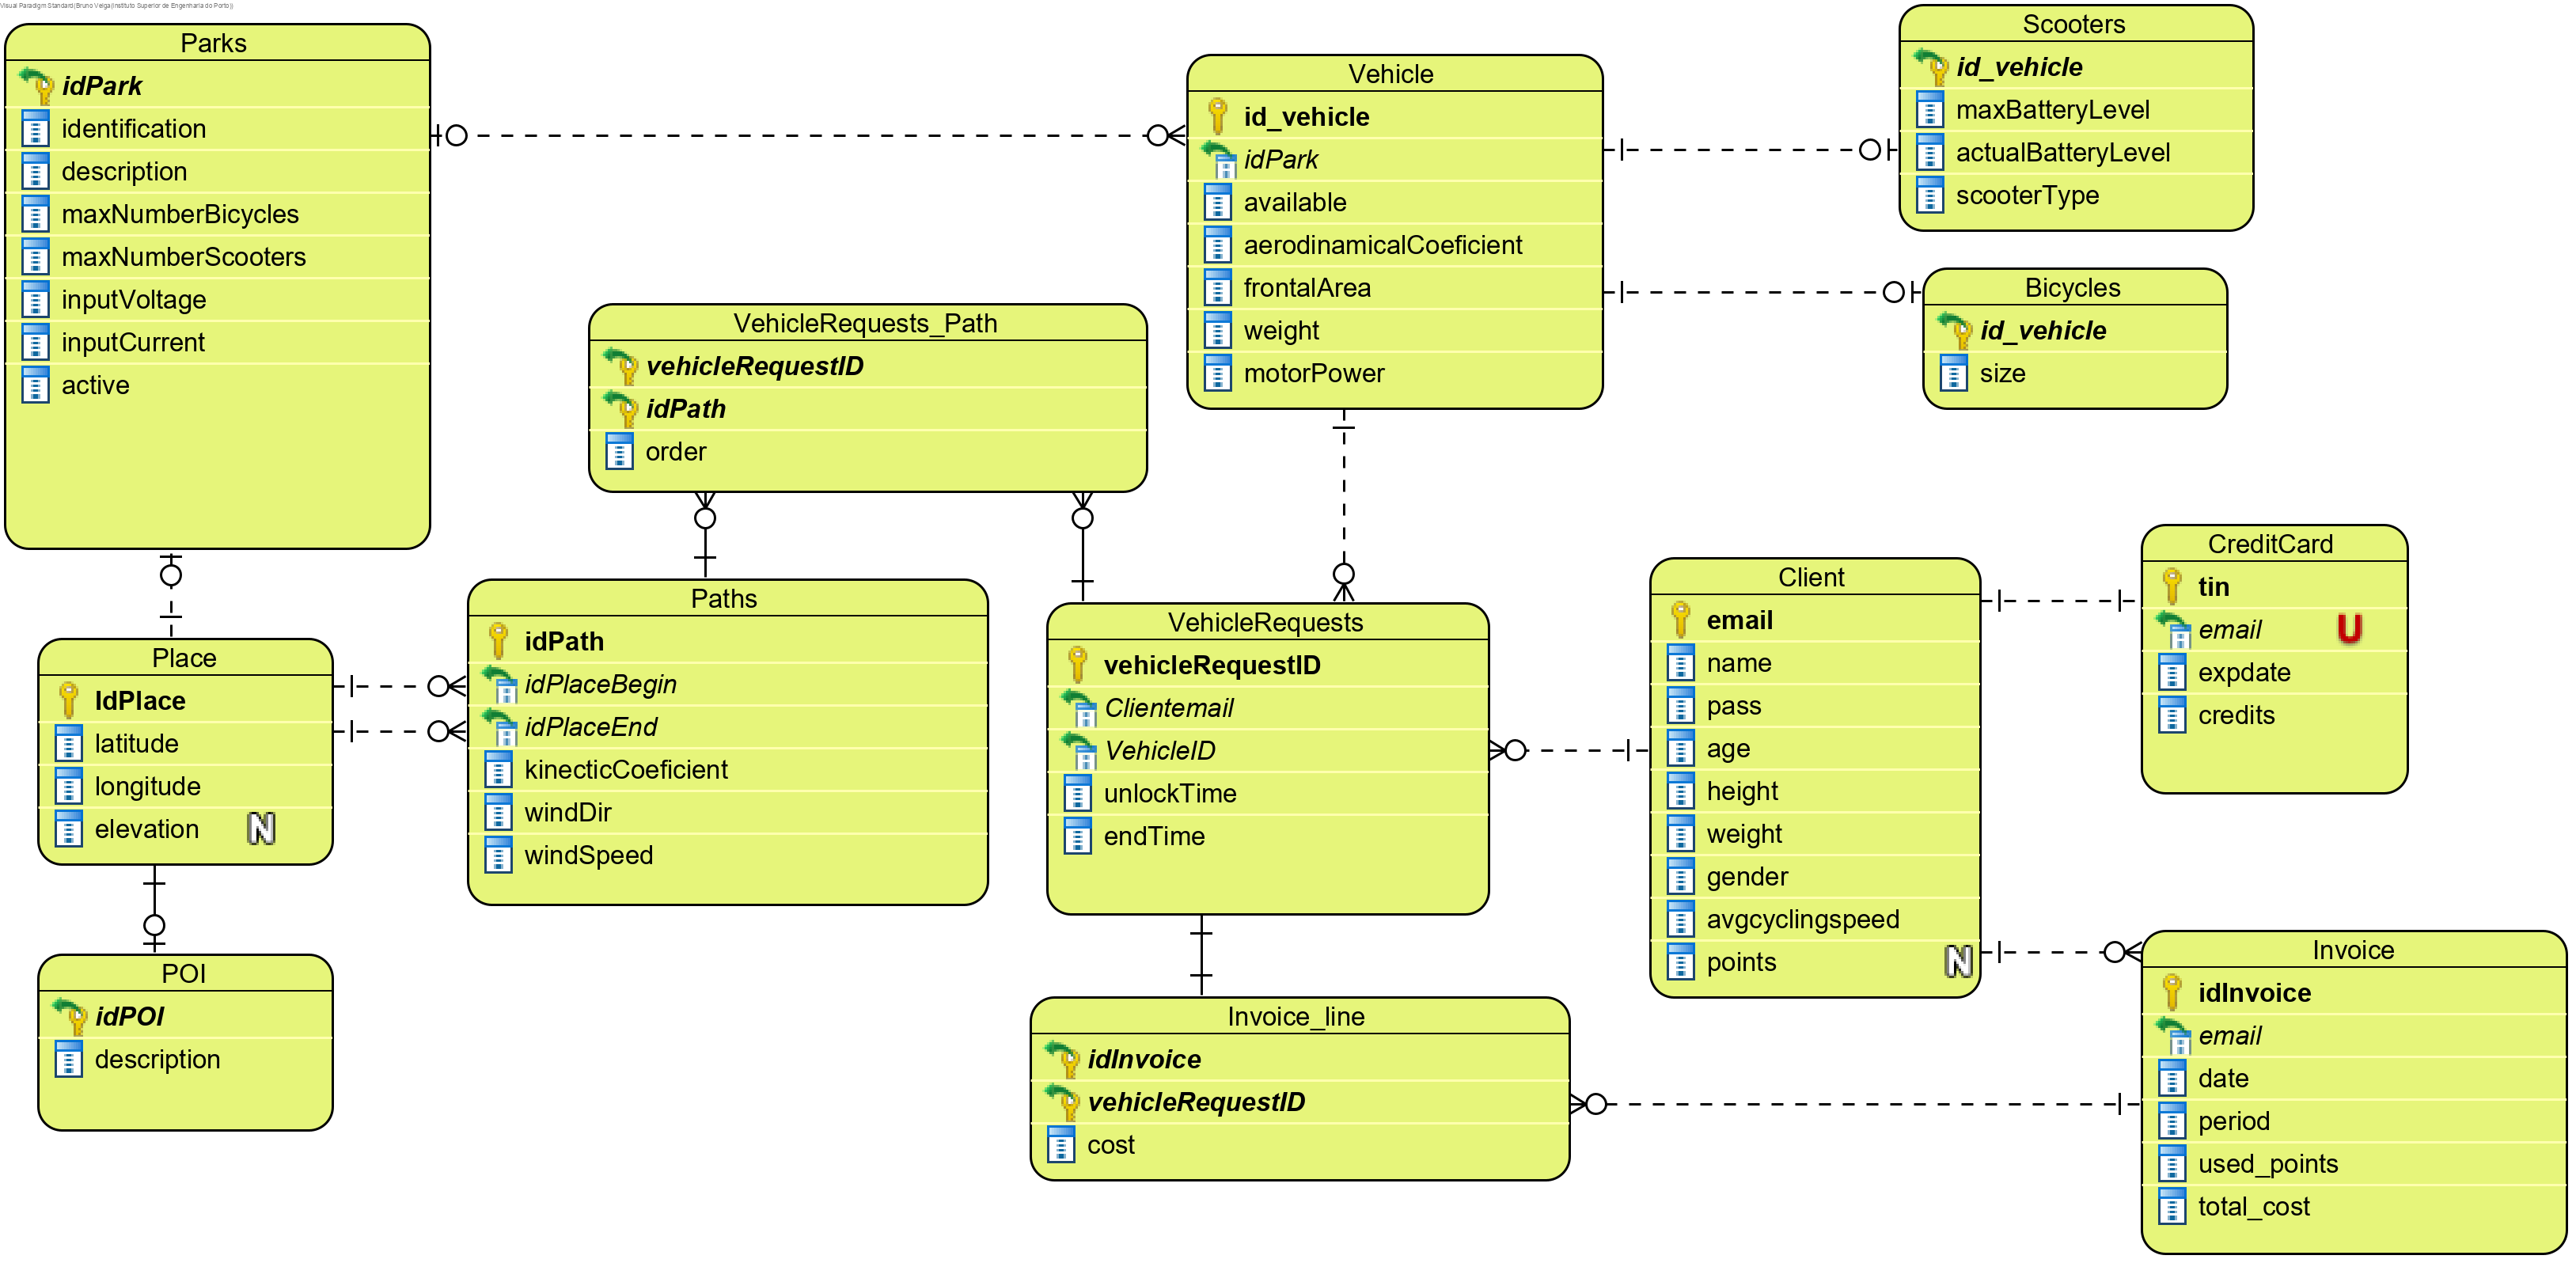 Visual Paradigm Standard(Bruno Veiga(Instituto Superior de Engenharia do Porto))
Parks
idPark
identification
description
maxNumberBicycles
maxNumberScooters
inputVoltage
inputCurrent
active
Vehicle
id_vehicle
idPark
available
aerodinamicalCoeficient
frontalArea
weight
motorPower
Scooters
id_vehicle
maxBatteryLevel
actualBatteryLevel
scooterType
Bicycles
id_vehicle
size
VehicleRequests_Path
vehicleRequestID
idPath
order
Place
IdPlace
latitude
longitude
elevation N
Paths
idPath
idPlaceBegin
idPlaceEnd
kinecticCoeficient
windDir
windSpeed
VehicleRequests
vehicleRequestID
Clientemail
VehicleID
unlockTime
endTime
Client
email
name
pass
age
height
weight
gender
avgcyclingspeed
points N
CreditCard
tin
email U
expdate
credits
POI
idPOI
description
Invoice_line
idInvoice
vehicleRequestID
cost
Invoice
idInvoice
email
date
period
used_points
total_cost